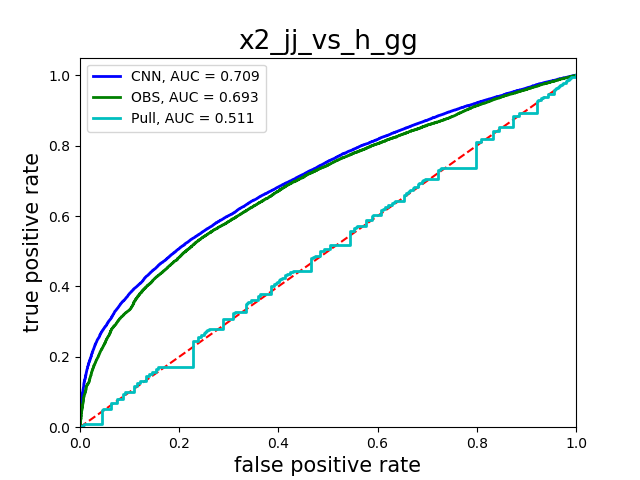 x2_jj_vs_h_gg
CNN, AUC = 0.709
OBS, AUC = 0.693
Pull, AUC = 0.511
true positive rate
1.0
0.8
0.6
0.4
0.2
0.0
0.0 0.2 0.4 0.6 0.8 1.0
false positive rate